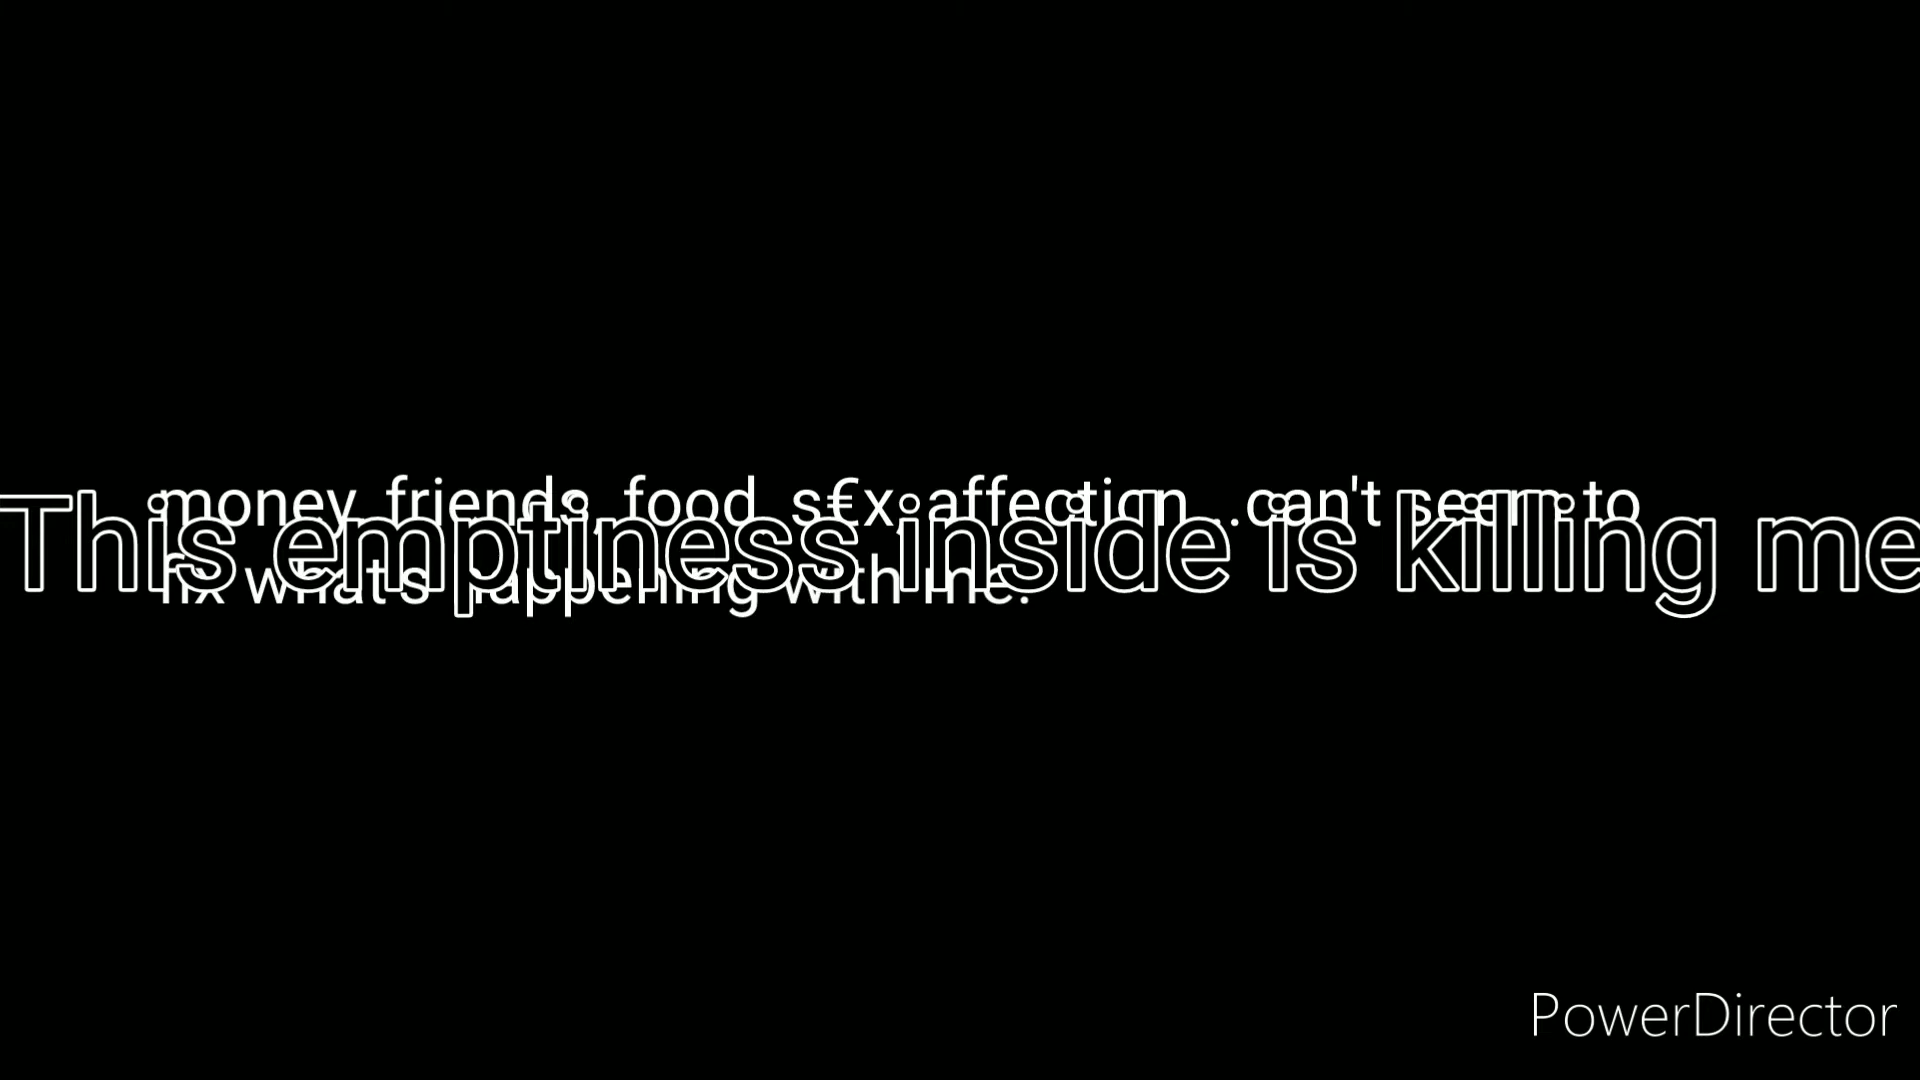 money, friends, food, s€x, affection...can't seem to
fix what's happening with me.
This emptiness inside is killing me
PowerDirector